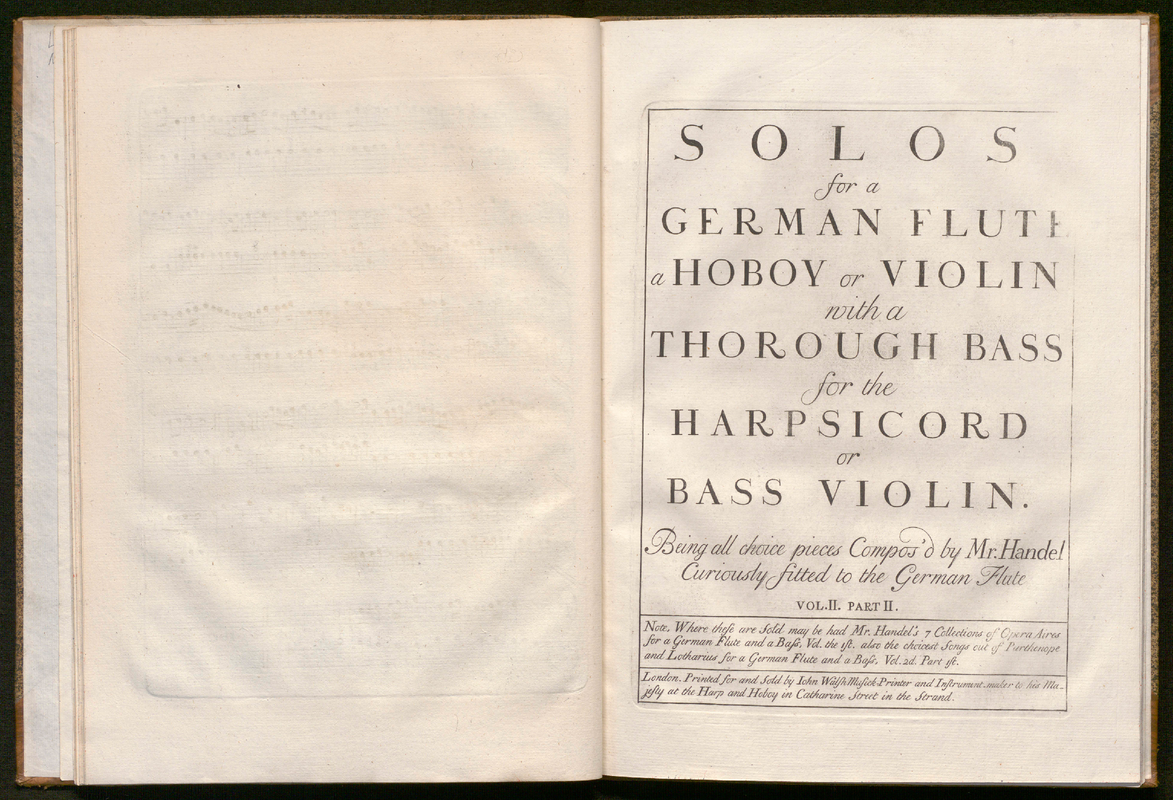 SOLOS
for a
GERMAN FLUTE
a HOBOY or VIOLIN
with a
THOROUGH BASS
for the
HARPSICORD
or
BASS VIOLIN.
Being all choice pieces Compos'd by Mr. Handel
Curiously fitted to the German Flute
VOL. II. PART II.
Note. Where theſe are Sold may be had Mr. Handel's 7 Collections of Opera Aires
for a German Flute and a Baſs, Vol. the 1ſt. also the choicest Songs out of Parthenope
and Lotharius for a German Flute and a Baſs, Vol. 2d. Part 1ſt.
London. Printed for and Sold by Iohn Walſh Muſick Printer and Inſtrument-maker to his Ma-
jeſty at the Harp and Hoboy in Catharine Street in the Strand.